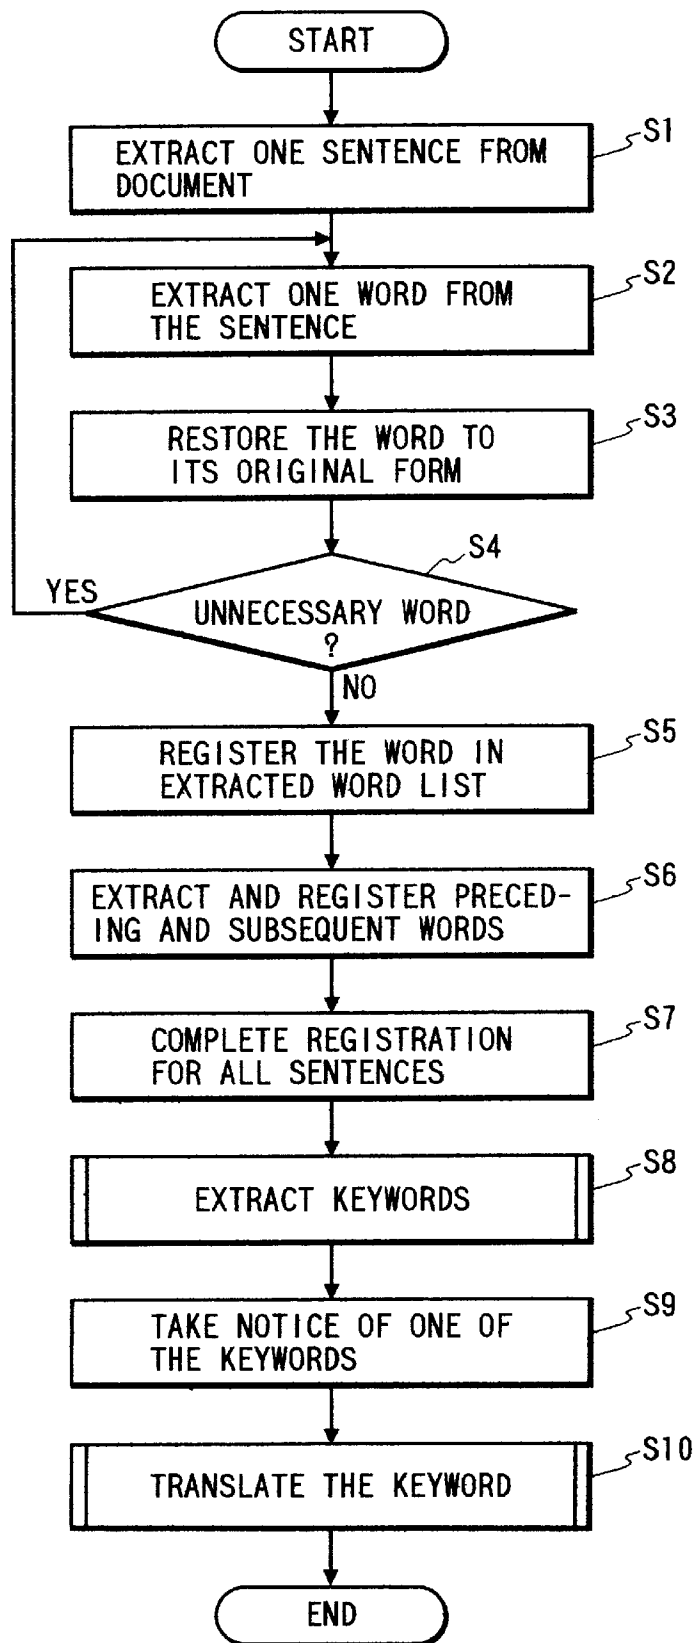 START
S1
EXTRACT ONE SENTENCE FROM
DOCUMENT
S2
EXTRACT ONE WORD FROM
THE SENTENCE
S3
RESTORE THE WORD TO
ITS ORIGINAL FORM
S4
YES
UNNECESSARY WORD
?
NO
S5
REGISTER THE WORD IN
EXTRACTED WORD LIST
S6
EXTRACT AND REGISTER PRECED-
ING AND SUBSEQUENT WORDS
S7
COMPLETE REGISTRATION
FOR ALL SENTENCES
S8
EXTRACT KEYWORDS
S9
TAKE NOTICE OF ONE OF
THE KEYWORDS
S10
TRANSLATE THE KEYWORD
END